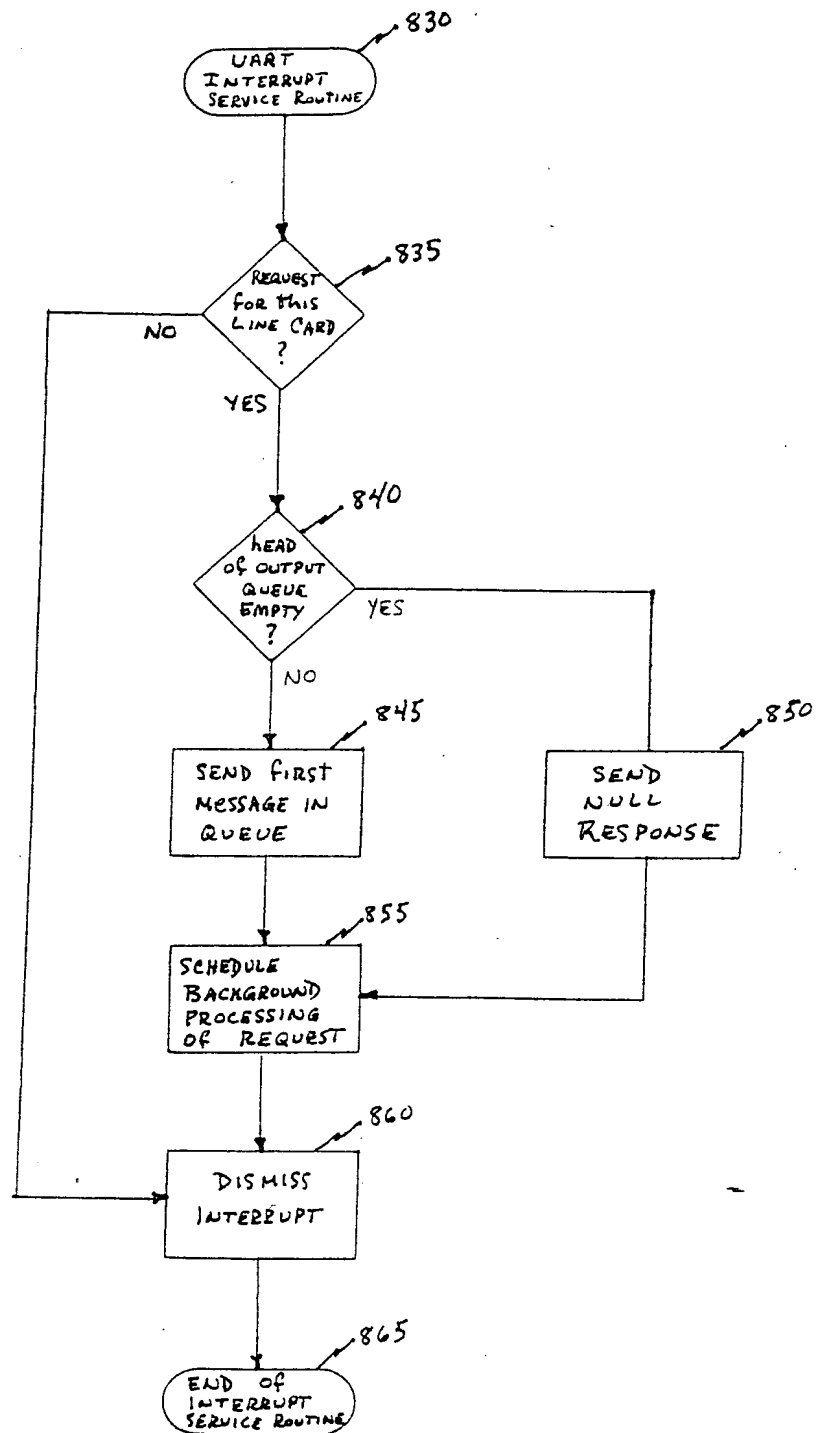 830
UART
INTERRUPT
SERVICE ROUTINE
835
REQUEST
for this
LINE CARD
?
NO
YES
840
hEAD
of OUTPUT
QUEUE
EMPTY
?
YES
NO
845
SEND first
MESSAGE IN
QUEUE
850
SEND
NULL
RESPONSE
855
SCHEDULE
BACKGROUND
PROCESSING
Of REQUEST
860
DISMISS
INTERRUPT
865
END Of
INTERRUPT
SERVICE ROUTINE